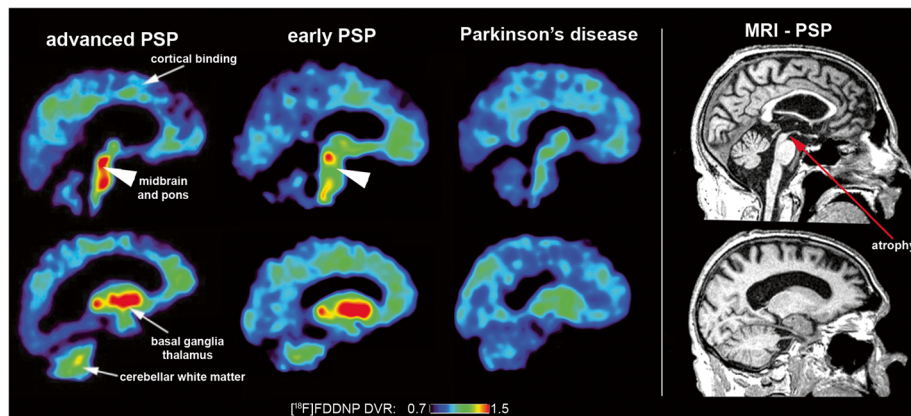 advanced PSP
early PSP
Parkinson's disease
MRI - PSP
cortical binding
midbrain
and pons
atrophy
basal ganglia
thalamus
cerebellar white matter
[¹⁸F]FDDNP DVR: 0.7 1.5